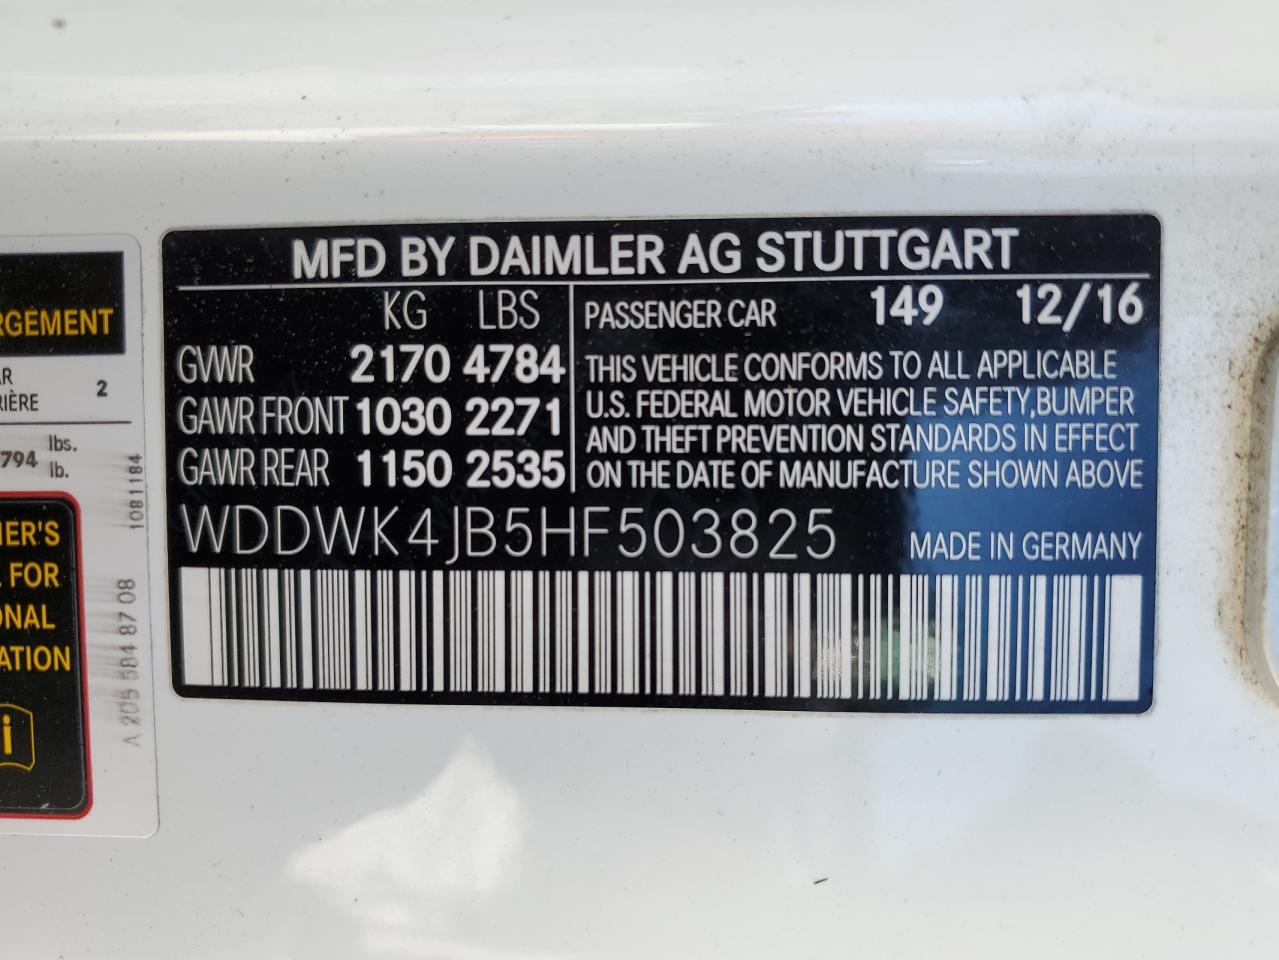 MFD BY DAIMLER AG STUTTGART
KG LBS
GVWR 2170 4784
GAWR FRONT 1030 2271
GAWR REAR 1150 2535
PASSENGER CAR 149 12/16
THIS VEHICLE CONFORMS TO ALL APPLICABLE
U.S. FEDERAL MOTOR VEHICLE SAFETY,BUMPER
AND THEFT PREVENTION STANDARDS IN EFFECT
ON THE DATE OF MANUFACTURE SHOWN ABOVE
WDDWK4JB5HF503825
MADE IN GERMANY
RGEMENT
AR
RIÈRE 2
794 lbs.
lb.
1081184
A 205 584 87 08
NER'S
L FOR
ONAL
ATION
i